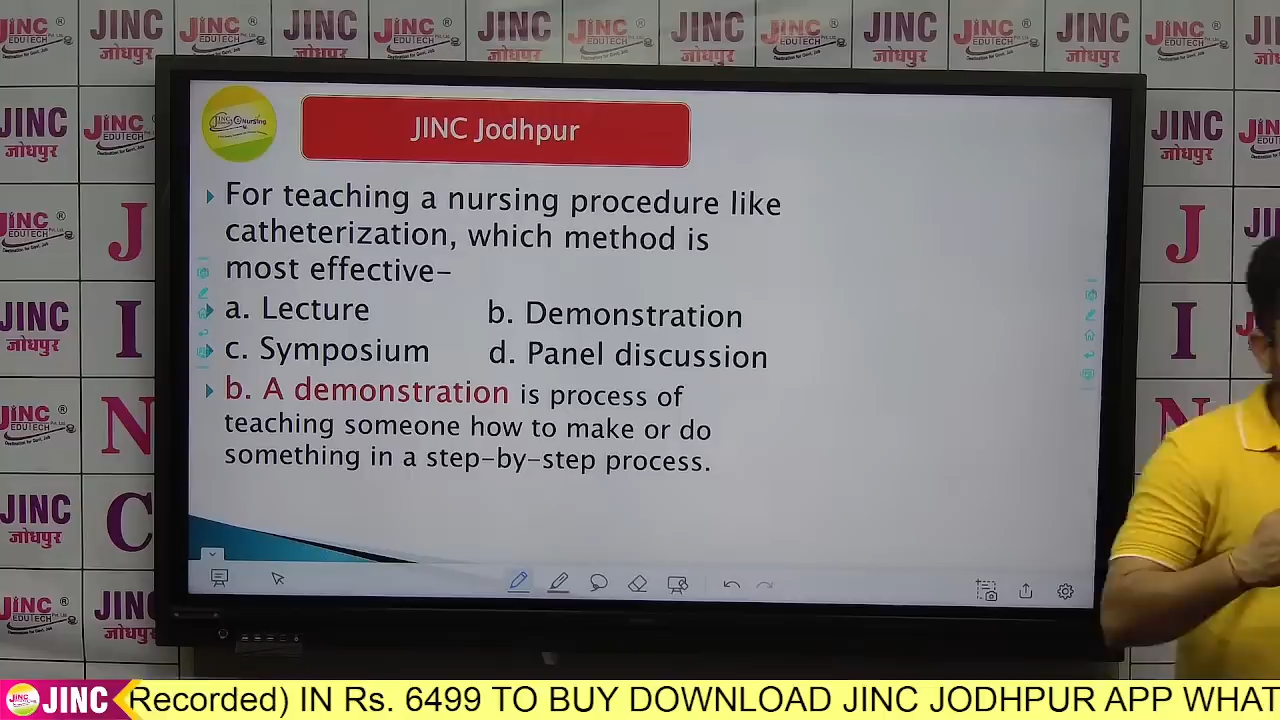 JINC Jodhpur
For teaching a nursing procedure like
catheterization, which method is
most effective-
a. Lecture b. Demonstration
c. Symposium d. Panel discussion
b. A demonstration is process of
teaching someone how to make or do
something in a step-by-step process.
JINC
जोधपुर
JINC
EDUTECH
J
I
N
C
JINC Recorded) IN Rs. 6499 TO BUY DOWNLOAD JINC JODHPUR APP WHAT